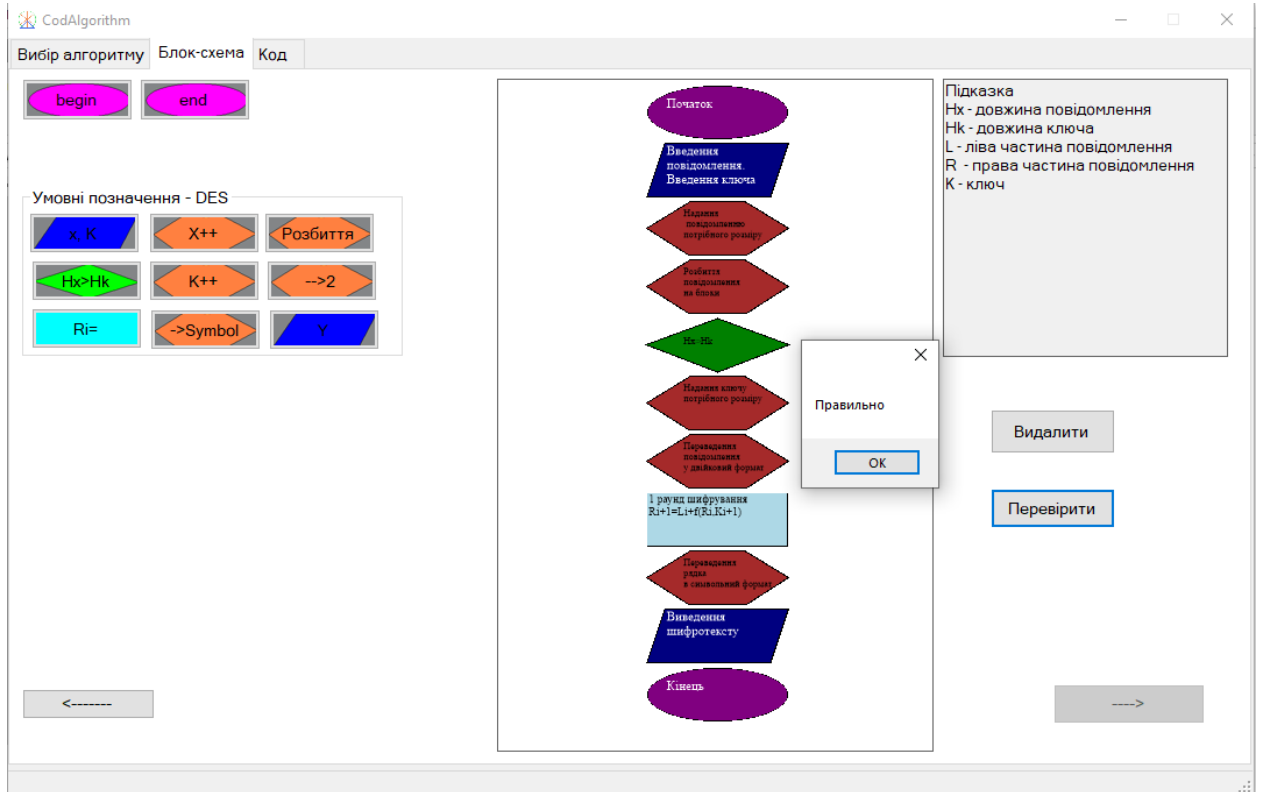 CodAlgorithm
Вибір алгоритму Блок-схема Код
begin end
Умовні позначення - DES
x, K X++ Розбиття
Hx>Hk K++ -->2
Ri= ->Symbol Y
<-------
Початок
Введення
повідомлення.
Введення ключа
Надання
повідомленню
потрібного розміру
Розбиття
повідомлення
на блоки
Hx>Hk
Надання ключу
потрібного розміру
Переведення
повідомлення
у двійковий формат
1 раунд шифрування
Ri+1=Li+f(Ri,Ki+1)
Переведення
рядка
в символьний формат
Виведення
шифротексту
Кінець
Правильно
OK
Підказка
Hx - довжина повідомлення
Hk - довжина ключа
L - ліва частина повідомлення
R - права частина повідомлення
K - ключ
Видалити
Перевірити
---->